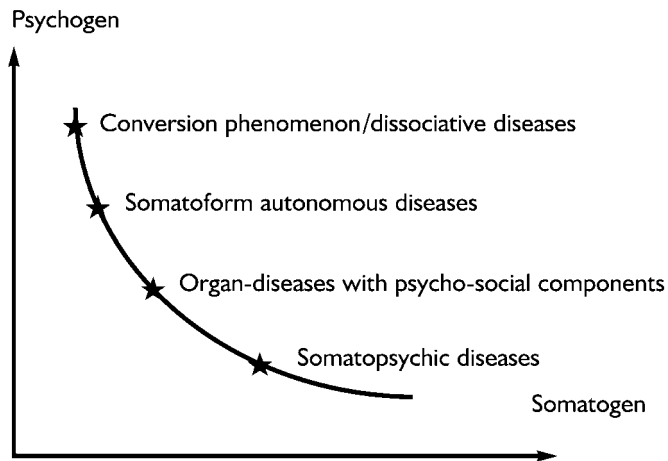 Psychogen
Conversion phenomenon/dissociative diseases
Somatoform autonomous diseases
Organ-diseases with psycho-social components
Somatopsychic diseases
Somatogen